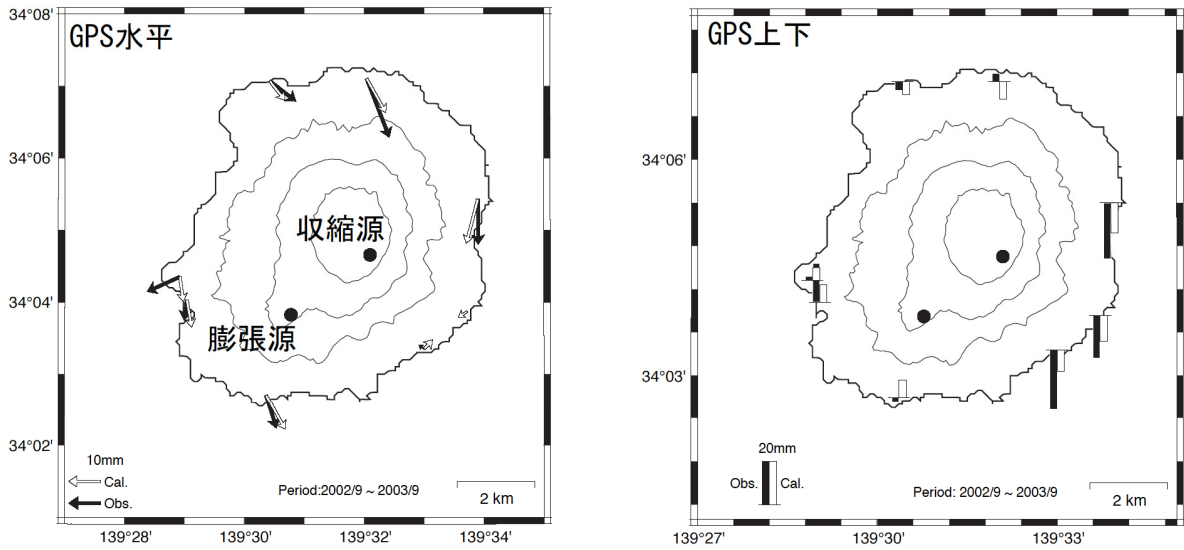 GPS水平
34°08'
34°06'
34°04'
34°02'
収縮源
膨張源
10mm
Cal.
Obs.
Period:2002/9 ~ 2003/9
2 km
139°28'
139°30'
139°32'
139°34'
GPS上下
34°06'
34°03'
20mm
Obs.
Cal.
Period: 2002/9 ~ 2003/9
2 km
139°27'
139°30'
139°33'